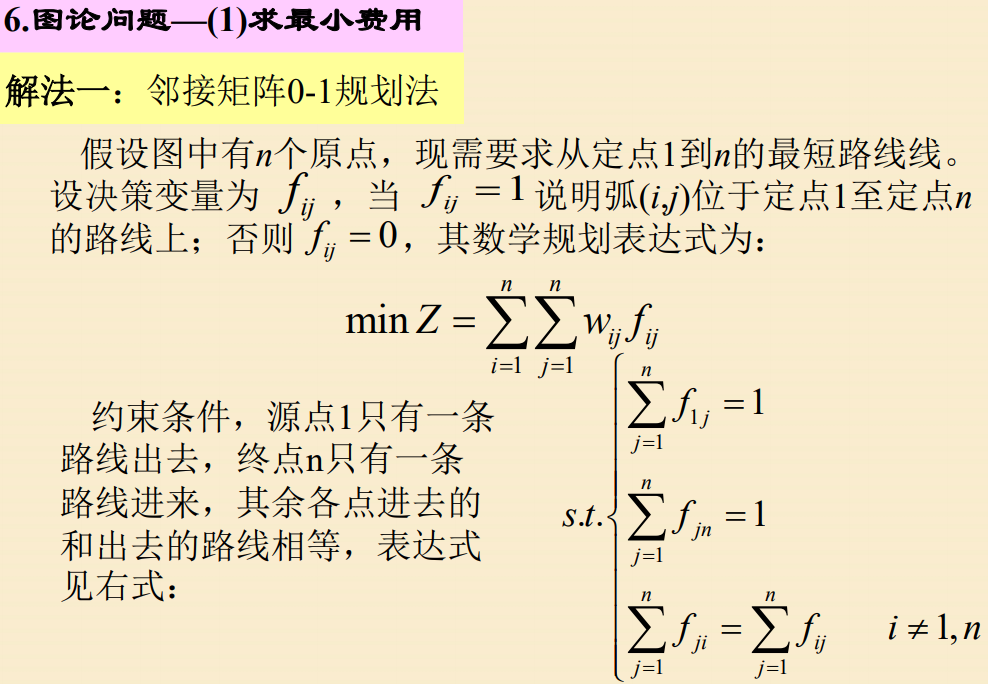 6.图论问题—(1)求最小费用
解法一：邻接矩阵0-1规划法
假设图中有n个原点，现需要求从定点1到n的最短路线线。
设决策变量为 f_{ij} ，当 f_{ij} = 1 说明弧(i,j)位于定点1至定点n
的路线上；否则 f_{ij} = 0，其数学规划表达式为：
min Z = \sum_{i=1}^{n} \sum_{j=1}^{n} w_{ij} f_{ij}
约束条件，源点1只有一条
路线出去，终点n只有一条
路线进来，其余各点进去的
和出去的路线相等，表达式
见右式：
s.t. { \sum_{j=1}^{n} f_{1j} = 1
\sum_{j=1}^{n} f_{jn} = 1
\sum_{j=1}^{n} f_{ji} = \sum_{j=1}^{n} f_{ij} i ≠ 1, n